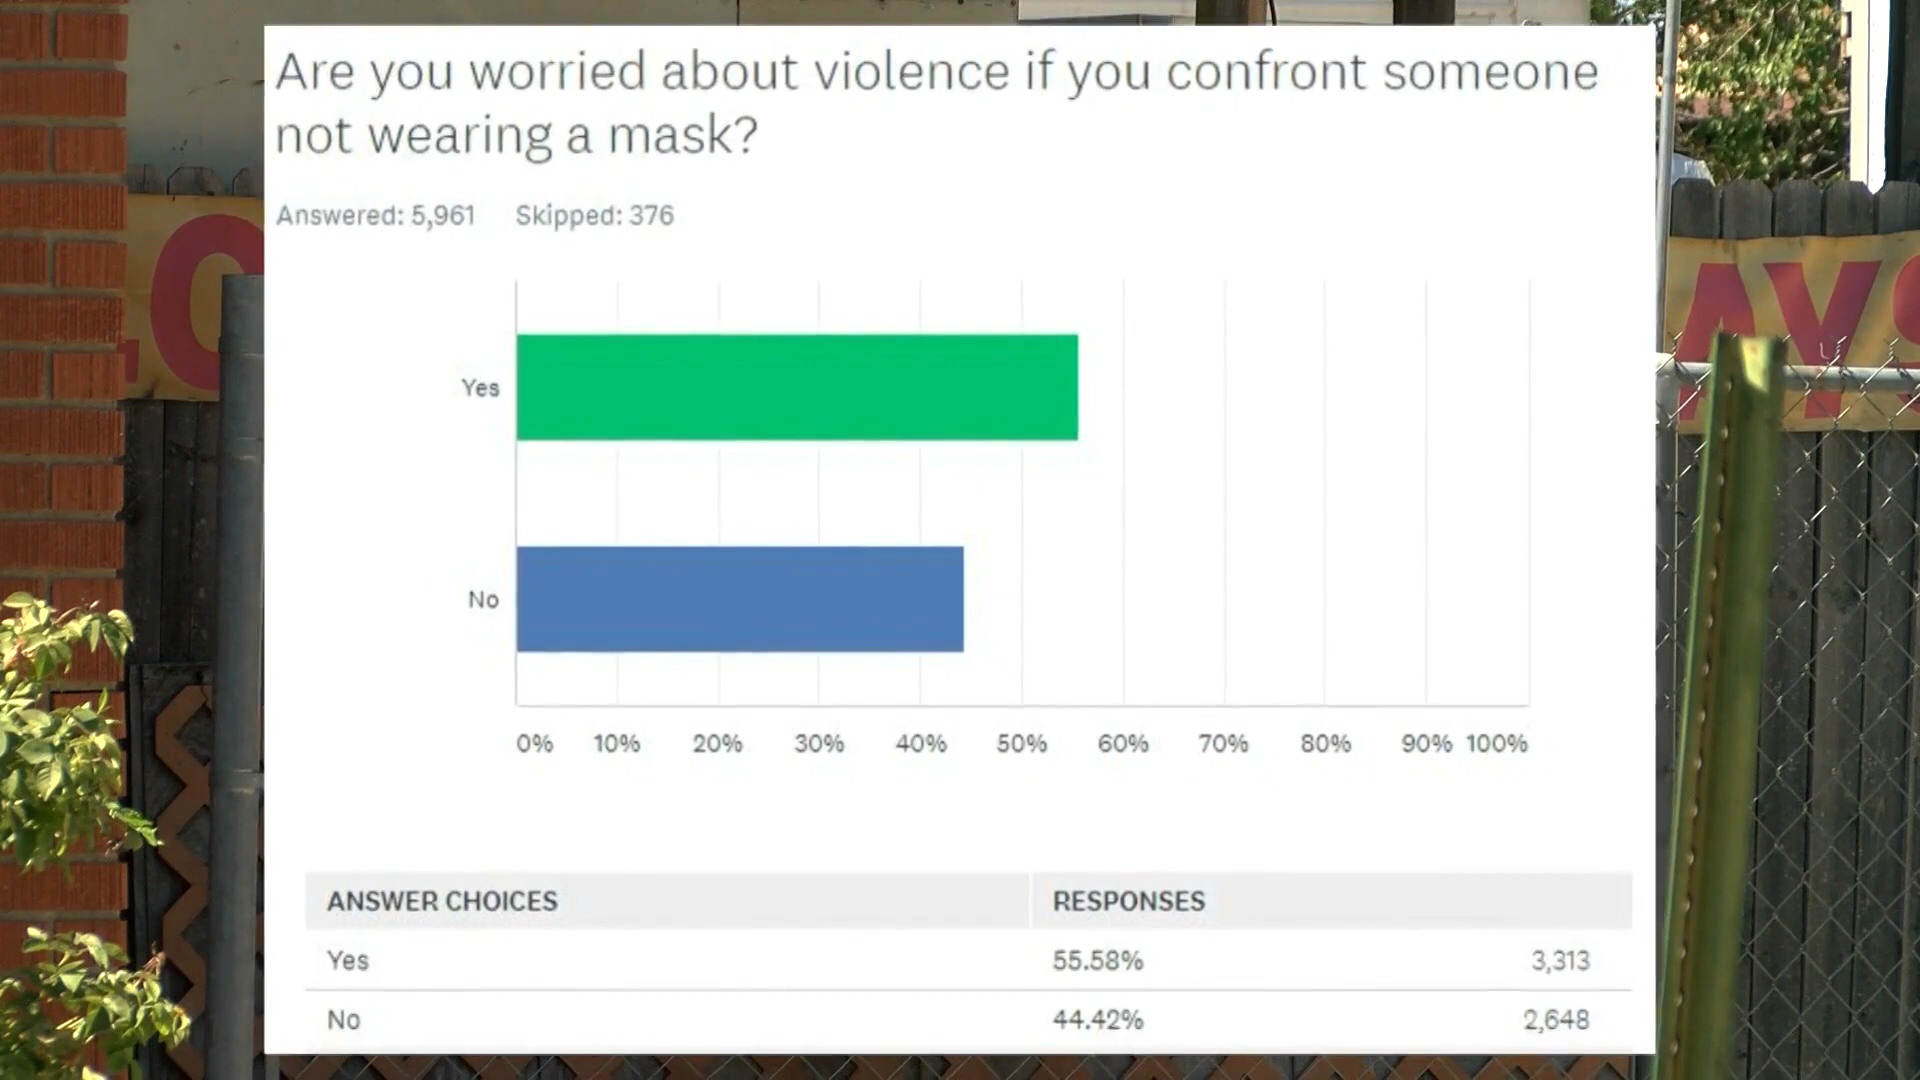 Are you worried about violence if you confront someone
not wearing a mask?
Answered: 5,961 Skipped: 376
Yes
No
0% 10% 20% 30% 40% 50% 60% 70% 80% 90% 100%
ANSWER CHOICES RESPONSES
Yes 55.58% 3,313
No 44.42% 2,648